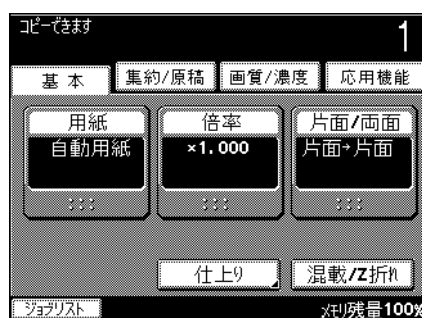 コピーできます
1
基本 集約/原稿 画質/濃度 応用機能
用紙 倍率 片面/両面
自動用紙 ×1.000 片面→片面
仕上り 混載/Z折れ
ジョブリスト メモリ残量100%